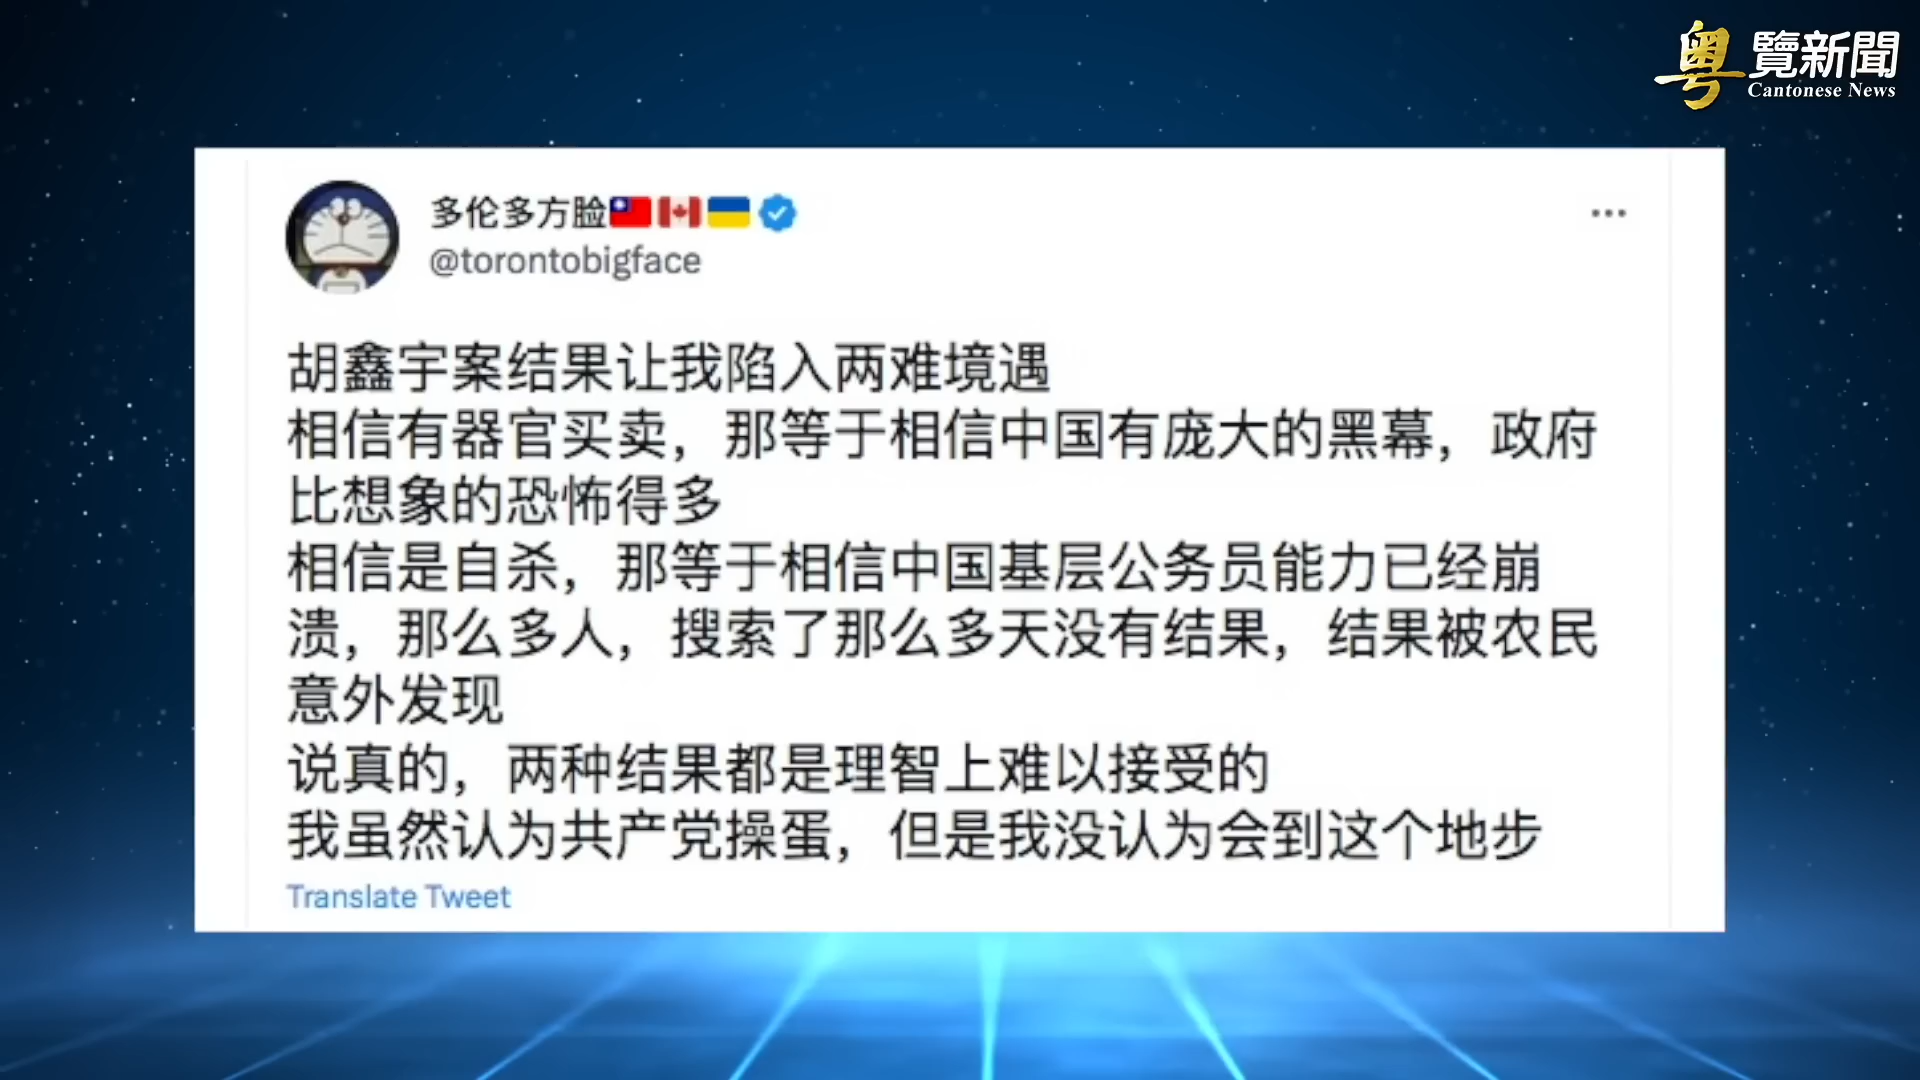 粤覽新聞
Cantonese News
多伦多方脸
@torontobigface
胡鑫宇案结果让我陷入两难境遇
相信有器官买卖，那等于相信中国有庞大的黑幕，政府
比想象的恐怖得多
相信是自杀，那等于相信中国基层公务员能力已经崩
溃，那么多人，搜索了那么多天没有结果，结果被农民
意外发现
说真的，两种结果都是理智上难以接受的
我虽然认为共产党操蛋，但是我没认为会到这个地步
Translate Tweet